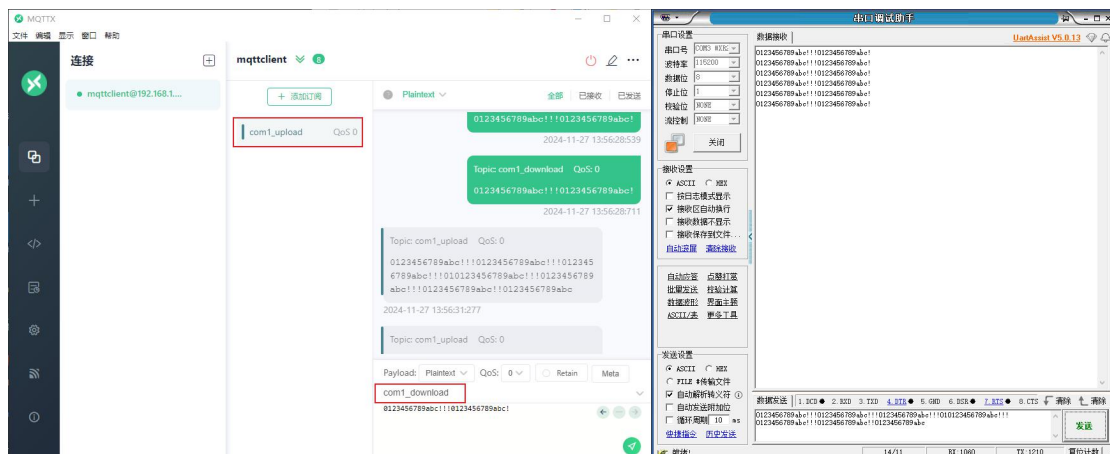 MQTTX
文件 编辑 显示 窗口 帮助
连接
mqttclient@192.168.1....
mqttclient
8
+ 添加订阅
com1_upload QoS 0
Plaintext
全部 已接收 已发送
0123456789abc!!!0123456789abc!
2024-11-27 13:56:28:539
Topic: com1_download QoS: 0
0123456789abc!!!0123456789abc!
2024-11-27 13:56:28:711
Topic: com1_upload QoS: 0
0123456789abc!!!0123456789abc!!!012345
6789abc!!!010123456789abc!!!0123456789
abc!!!0123456789abc!!0123456789abc
2024-11-27 13:56:31:277
Topic: com1_upload QoS: 0
Payload: Plaintext QoS: 0 Retain Meta
com1_download
0123456789abc!!!0123456789abc!
串口调试助手
串口设置
串口号
波特率 115200
数据位 8
停止位 1
校验位 NONE
流控制 NONE
关闭
接收设置
ASCII HEX
按日志模式显示
接收区自动换行
接收数据不显示
接收保存到文件...
自动滚屏 清除接收
自动应答 点赞打赏
批量发送 校验计算
数据波形 界面主题
ASCII/表 更多工具
发送设置
ASCII HEX
FILE #传输文件
自动解析转义符
自动发送附加位
循环周期 10 ms
快捷指令 历史发送
就绪!
数据接收
UartAssist V5.0.13
0123456789abc!!!0123456789abc!
0123456789abc!!!0123456789abc!
0123456789abc!!!0123456789abc!
0123456789abc!!!0123456789abc!
0123456789abc!!!0123456789abc!
0123456789abc!!!0123456789abc!
数据发送 1.DCD 2.RXD 3.TXD 4.DTR 5.GND 6.DSR 7.RTS 8.CTS 清除 清除
0123456789abc!!!0123456789abc!!!0123456789abc!!!010123456789abc!!!
0123456789abc!!!0123456789abc!!0123456789abc
发送
14/11 RX:1060 TX:1210 复位计数